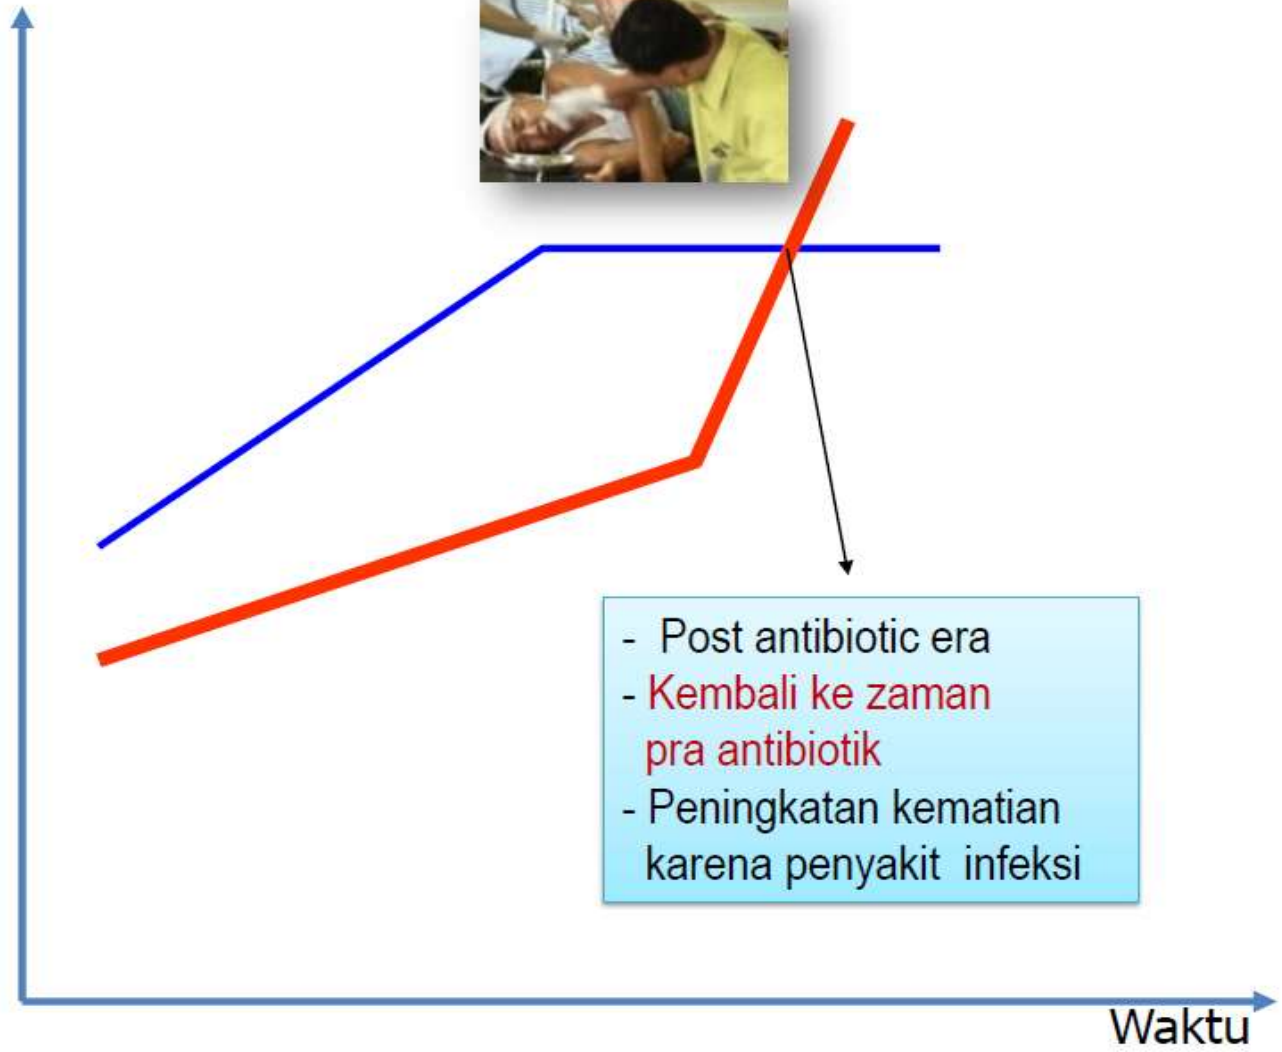 - Post antibiotic era
- Kembali ke zaman
pra antibiotik
- Peningkatan kematian
karena penyakit infeksi
Waktu